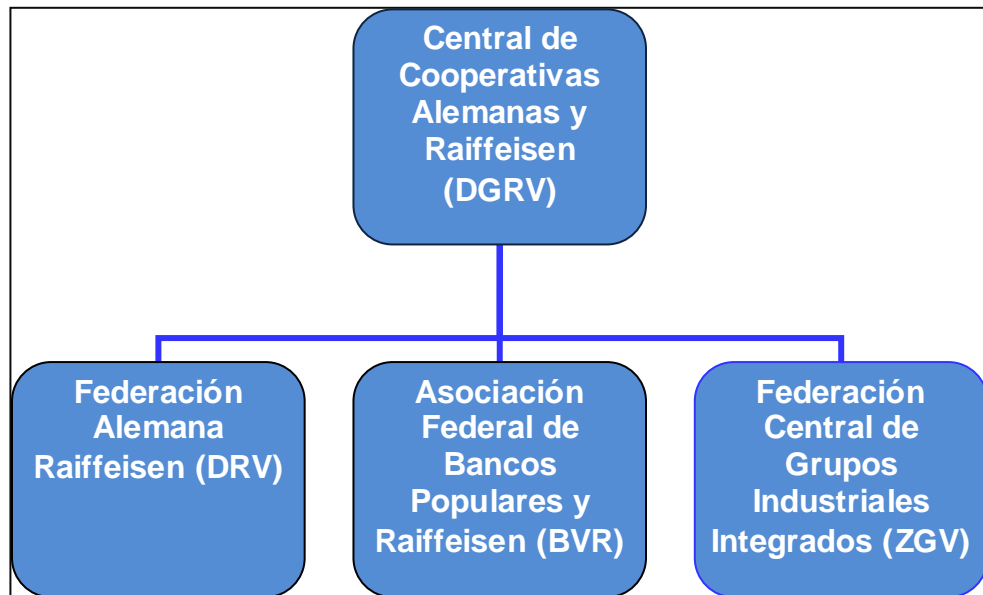 Central de
Cooperativas
Alemanas y
Raiffeisen
(DGRV)
Federación
Alemana
Raiffeisen (DRV)
Asociación
Federal de
Bancos
Populares y
Raiffeisen (BVR)
Federación
Central de
Grupos
Industriales
Integrados (ZGV)